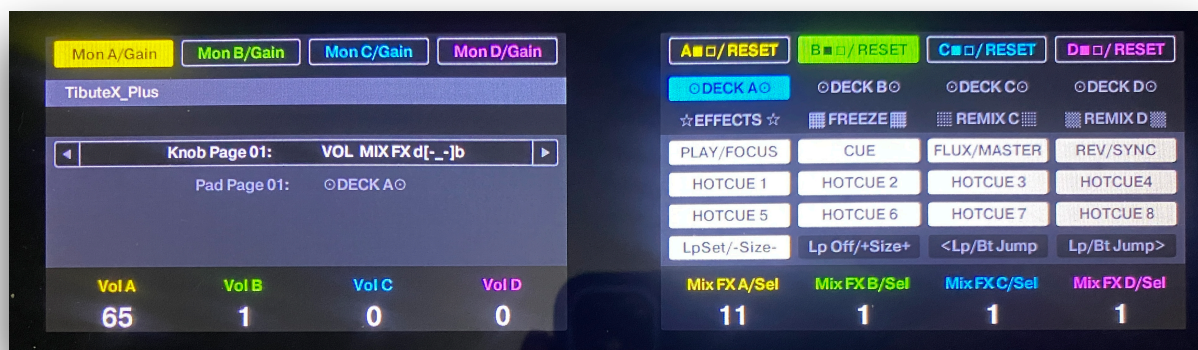 Mon A/Gain Mon B/Gain Mon C/Gain Mon D/Gain
TibuteX_Plus
◄ Knob Page 01: VOL MIX FX d[-_-]b ►
Pad Page 01: ⊙DECK A⊙
Vol A Vol B Vol C Vol D
65 1 0 0
A■□/RESET B■□/RESET C■□/RESET D■□/RESET
⊙DECK A⊙ ⊙DECK B⊙ ⊙DECK C⊙ ⊙DECK D⊙
☆EFFECTS ☆ ▦ FREEZE ▦ ▦ REMIX C ▦ ▦ REMIX D ▦
PLAY/FOCUS CUE FLUX/MASTER REV/SYNC
HOTCUE 1 HOTCUE 2 HOTCUE 3 HOTCUE4
HOTCUE 5 HOTCUE 6 HOTCUE 7 HOTCUE 8
LpSet/-Size- Lp Off/+Size+ <Lp/Bt Jump Lp/Bt Jump>
Mix FX A/Sel Mix FX B/Sel Mix FX C/Sel Mix FX D/Sel
11 1 1 1